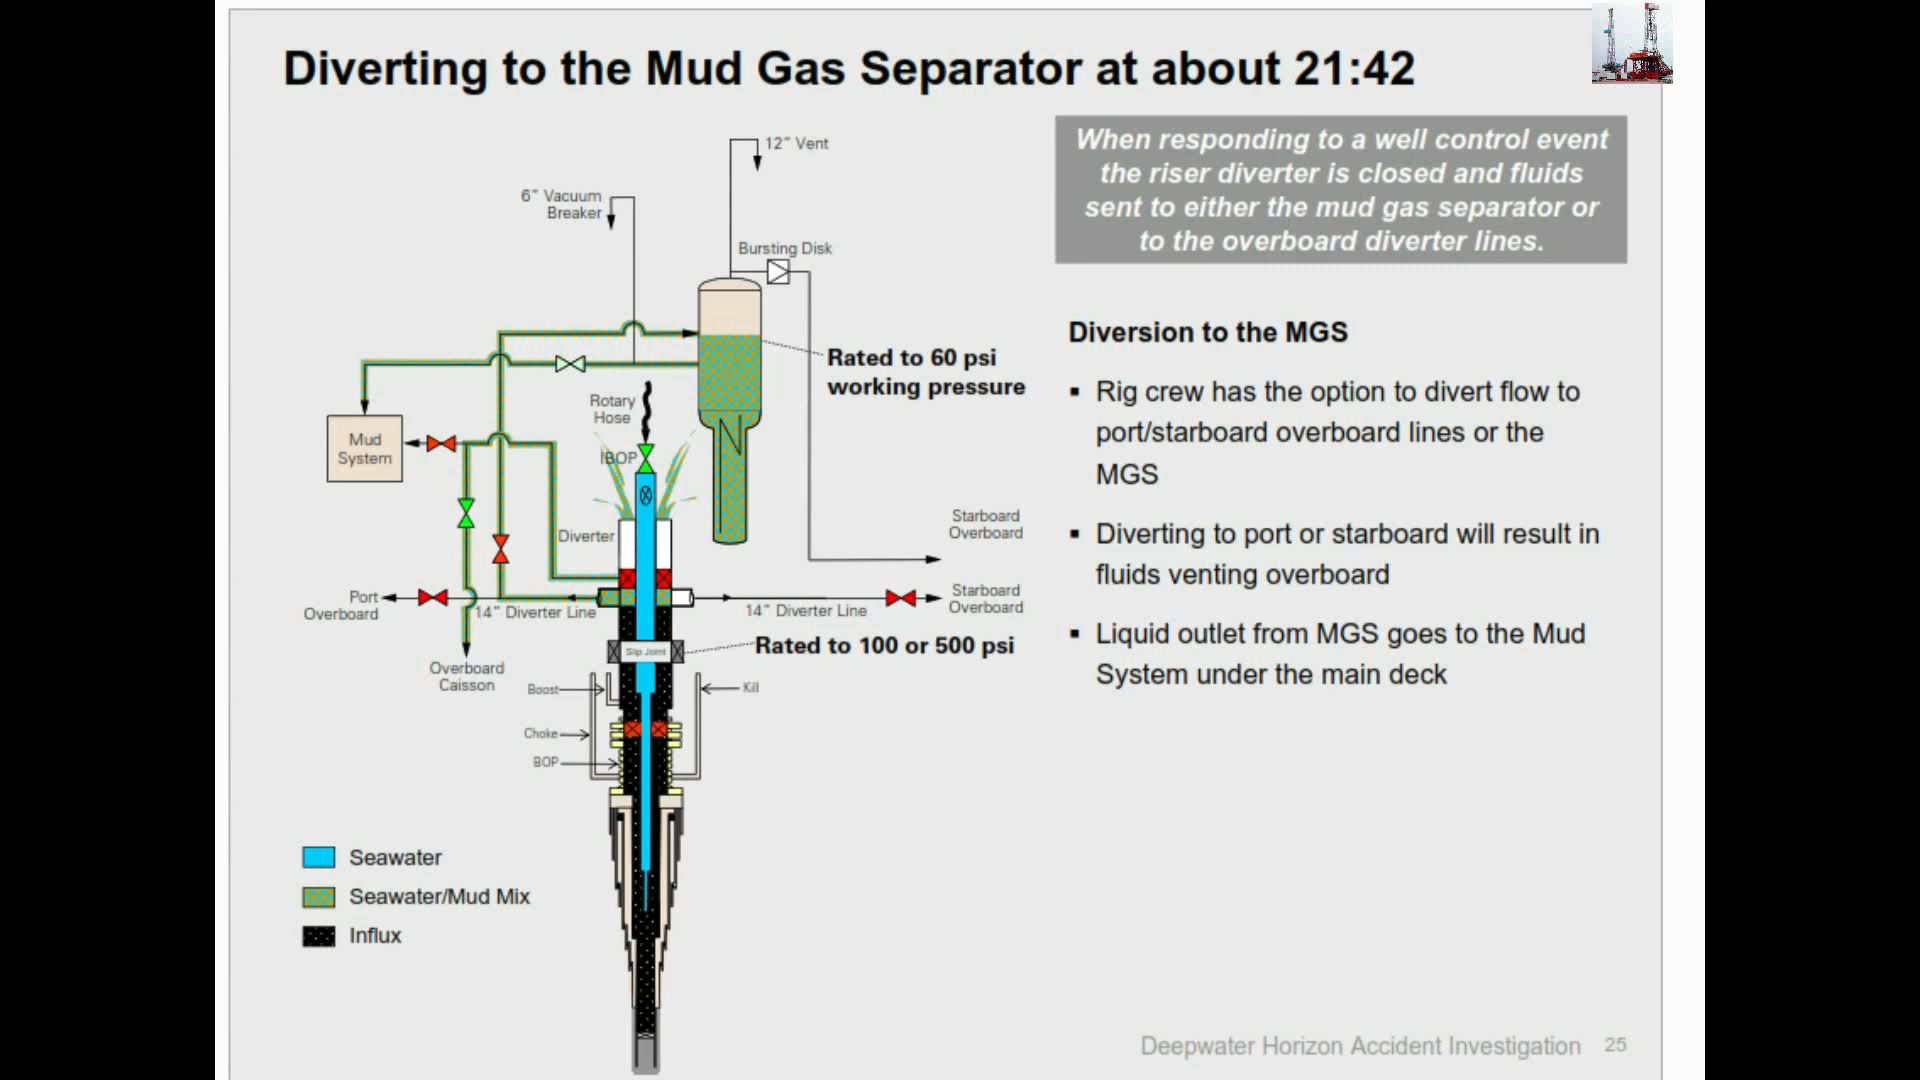 Diverting to the Mud Gas Separator at about 21:42
12” Vent
6” Vacuum
Breaker
Bursting Disk
Rated to 60 psi
working pressure
Rotary
Hose
IBOP
Mud
System
Diverter
Starboard
Overboard
Port
Overboard
14” Diverter Line
14” Diverter Line
Starboard
Overboard
Overboard
Caisson
Slip Joint
Rated to 100 or 500 psi
Boost
Kill
Choke
BOP
Seawater
Seawater/Mud Mix
Influx
When responding to a well control event
the riser diverter is closed and fluids
sent to either the mud gas separator or
to the overboard diverter lines.
Diversion to the MGS
▪ Rig crew has the option to divert flow to
port/starboard overboard lines or the
MGS
▪ Diverting to port or starboard will result in
fluids venting overboard
▪ Liquid outlet from MGS goes to the Mud
System under the main deck
Deepwater Horizon Accident Investigation 25